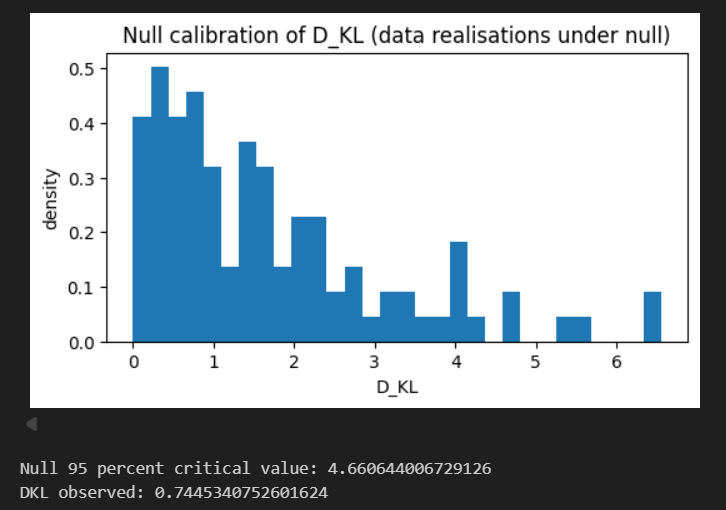 Null calibration of D_KL (data realisations under null)
0.5
0.4
0.3
0.2
0.1
0.0
density
0
1
2
3
4
5
6
D_KL
Null 95 percent critical value: 4.660644006729126
DKL observed: 0.7445340752601624